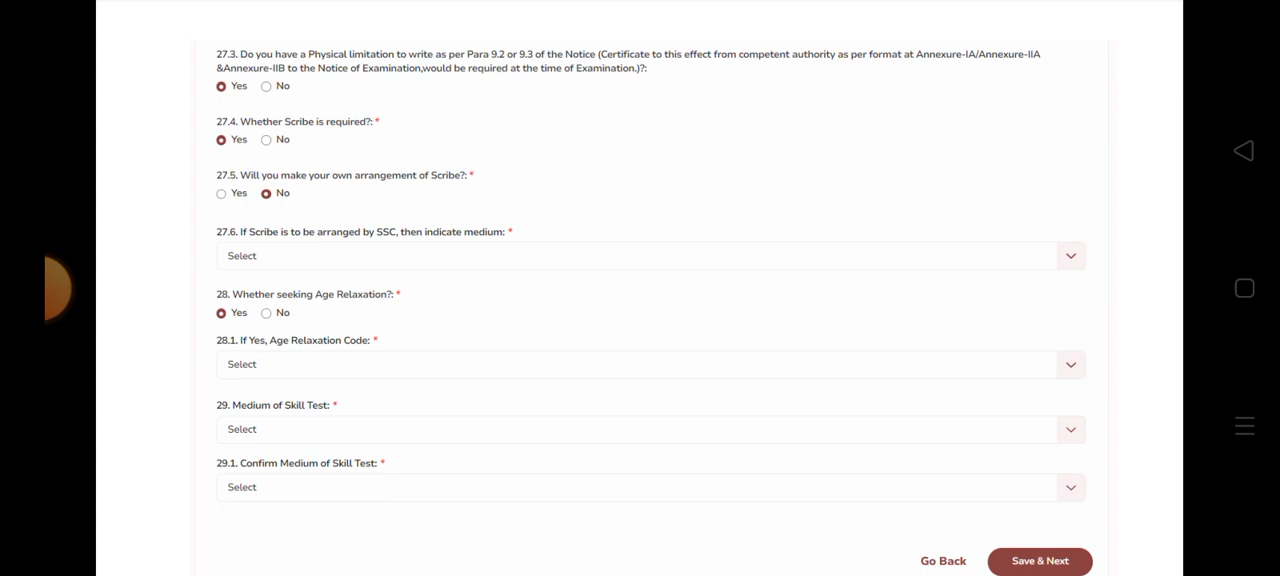 27.3. Do you have a Physical limitation to write as per Para 9.2 or 9.3 of the Notice (Certificate to this effect from competent authority as per format at Annexure-IA/Annexure-IIA
&Annexure-IIB to the Notice of Examination,would be required at the time of Examination.)?:
Yes No
27.4. Whether Scribe is required?: *
Yes No
27.5. Will you make your own arrangement of Scribe?: *
Yes No
27.6. If Scribe is to be arranged by SSC, then indicate medium: *
Select
28. Whether seeking Age Relaxation?: *
Yes No
28.1. If Yes, Age Relaxation Code: *
Select
29. Medium of Skill Test: *
Select
29.1. Confirm Medium of Skill Test: *
Select
Go Back Save & Next